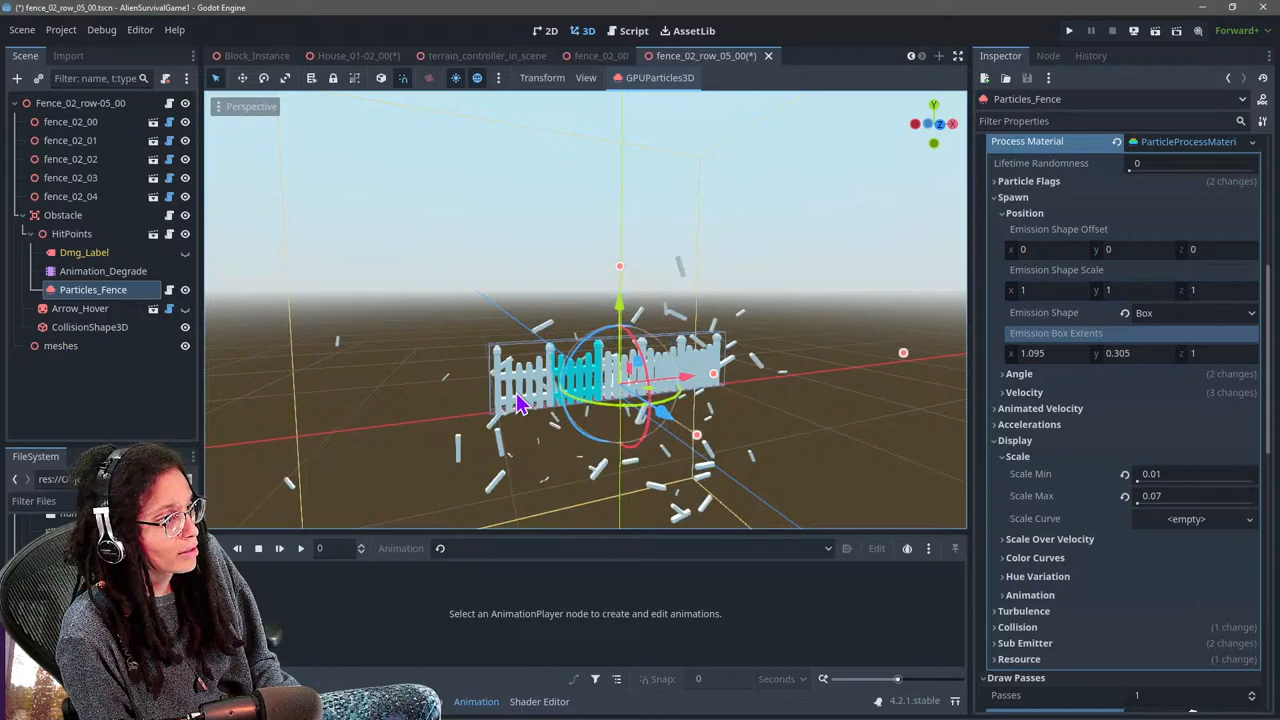 (*) fence_02_row_05_00.tscn - AlienSurvivalGame1 - Godot Engine
Scene Project Debug Editor Help
2D 3D Script AssetLib
Forward+
Scene Import
Block_Instance House_01-02_00(*) terrain_controller_in_scene fence_02_00 fence_02_row_05_00(*)
Inspector Node History
Filter: name, t:type
Transform View GPUParticles3D
Perspective
Y
Z
X
Fence_02_row-05_00
fence_02_00
fence_02_01
fence_02_02
fence_02_03
fence_02_04
Obstacle
HitPoints
Dmg_Label
Animation_Degrade
Particles_Fence
Arrow_Hover
CollisionShape3D
meshes
FileSystem
res://O
Filter Files
Particles_Fence
Filter Properties
Process Material ParticleProcessMateri
Lifetime Randomness 0
Particle Flags (2 changes)
Spawn
Position
Emission Shape Offset
x 0 y 0 z 0
Emission Shape Scale
x 1 y 1 z 1
Emission Shape Box
Emission Box Extents
x 1.095 y 0.305 z 1
Angle (3 changes)
Velocity (3 changes)
Animated Velocity
Accelerations
Display
Scale
Scale Min 0.01
Scale Max 0.07
Scale Curve <empty>
Scale Over Velocity
Color Curves
Hue Variation
Animation
Turbulence
Collision (1 change)
Sub Emitter (2 changes)
Resource (1 change)
Draw Passes
Passes 1
0 Animation Edit
Select an AnimationPlayer node to create and edit animations.
Snap: 0 Seconds
Animation Shader Editor
4.2.1.stable